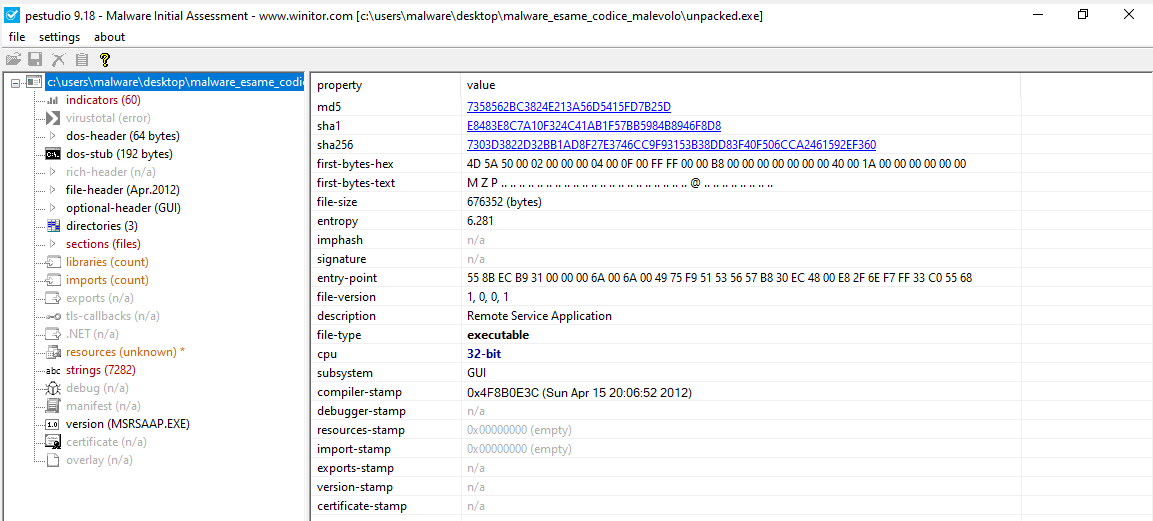 pestudio 9.18 - Malware Initial Assessment - www.winitor.com [c:\users\malware\desktop\malware_esame_codice_malevolo\unpacked.exe]
file settings about
c:\users\malware\desktop\malware_esame_codi
indicators (60)
virustotal (error)
dos-header (64 bytes)
dos-stub (192 bytes)
rich-header (n/a)
file-header (Apr.2012)
optional-header (GUI)
directories (3)
sections (files)
libraries (count)
imports (count)
exports (n/a)
tls-callbacks (n/a)
.NET (n/a)
resources (unknown) *
abc strings (7282)
debug (n/a)
manifest (n/a)
1.0 version (MSRSAAP.EXE)
certificate (n/a)
overlay (n/a)
property value
md5 7358562BC3824E213A56D5415FD7B25D
sha1 E8483E8C7A10F324C41AB1F57BB5984B8946F8D8
sha256 7303D3822D32BB1AD8F27E3746CC9F93153B38DD83F40F506CCA2461592EF360
first-bytes-hex 4D 5A 50 00 02 00 00 00 04 00 0F 00 FF FF 00 00 B8 00 00 00 00 00 00 00 40 00 1A 00 00 00 00 00 00
first-bytes-text M Z P .. .. .. .. .. .. .. .. .. .. .. .. .. .. .. .. .. .. .. .. .. @ .. .. .. .. .. .. .. ..
file-size 676352 (bytes)
entropy 6.281
imphash n/a
signature n/a
entry-point 55 8B EC B9 31 00 00 00 6A 00 6A 00 49 75 F9 51 53 56 57 B8 30 EC 48 00 E8 2F 6E F7 FF 33 C0 55 68
file-version 1, 0, 0, 1
description Remote Service Application
file-type executable
cpu 32-bit
subsystem GUI
compiler-stamp 0x4F8B0E3C (Sun Apr 15 20:06:52 2012)
debugger-stamp n/a
resources-stamp 0x00000000 (empty)
import-stamp 0x00000000 (empty)
exports-stamp n/a
version-stamp n/a
certificate-stamp n/a